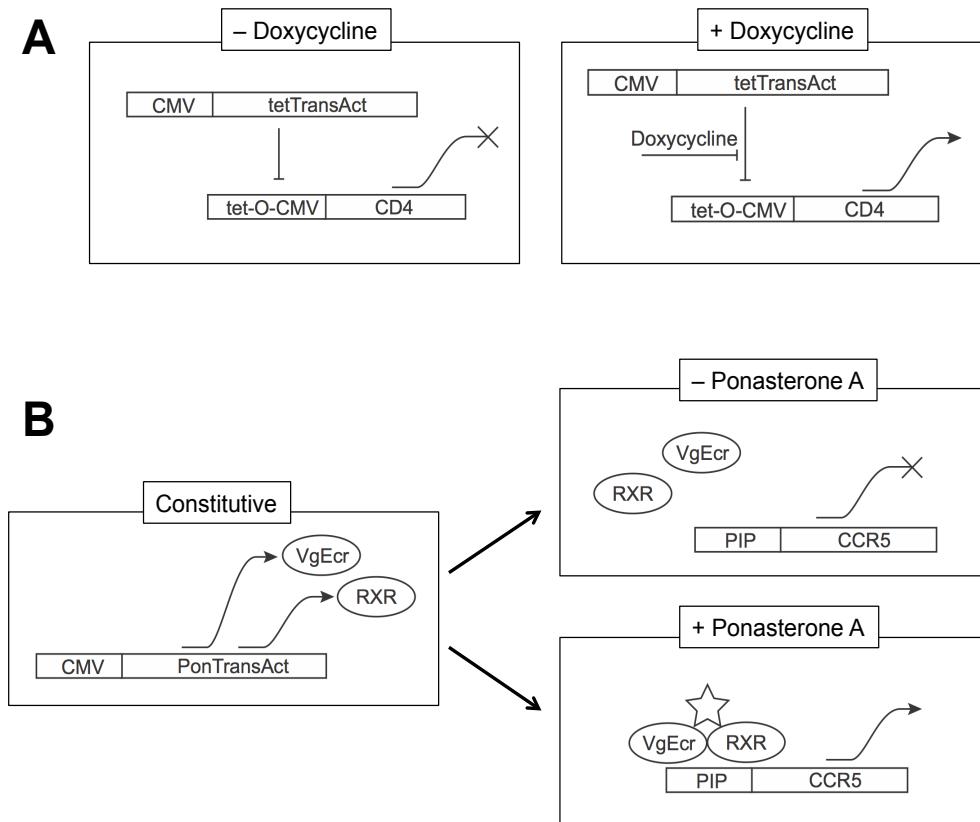 A
– Doxycycline
CMV
tetTransAct
tet-O-CMV
CD4
+ Doxycycline
CMV
tetTransAct
Doxycycline
tet-O-CMV
CD4
B
Constitutive
VgEcr
RXR
CMV
PonTransAct
– Ponasterone A
VgEcr
RXR
PIP
CCR5
+ Ponasterone A
VgEcr
RXR
PIP
CCR5